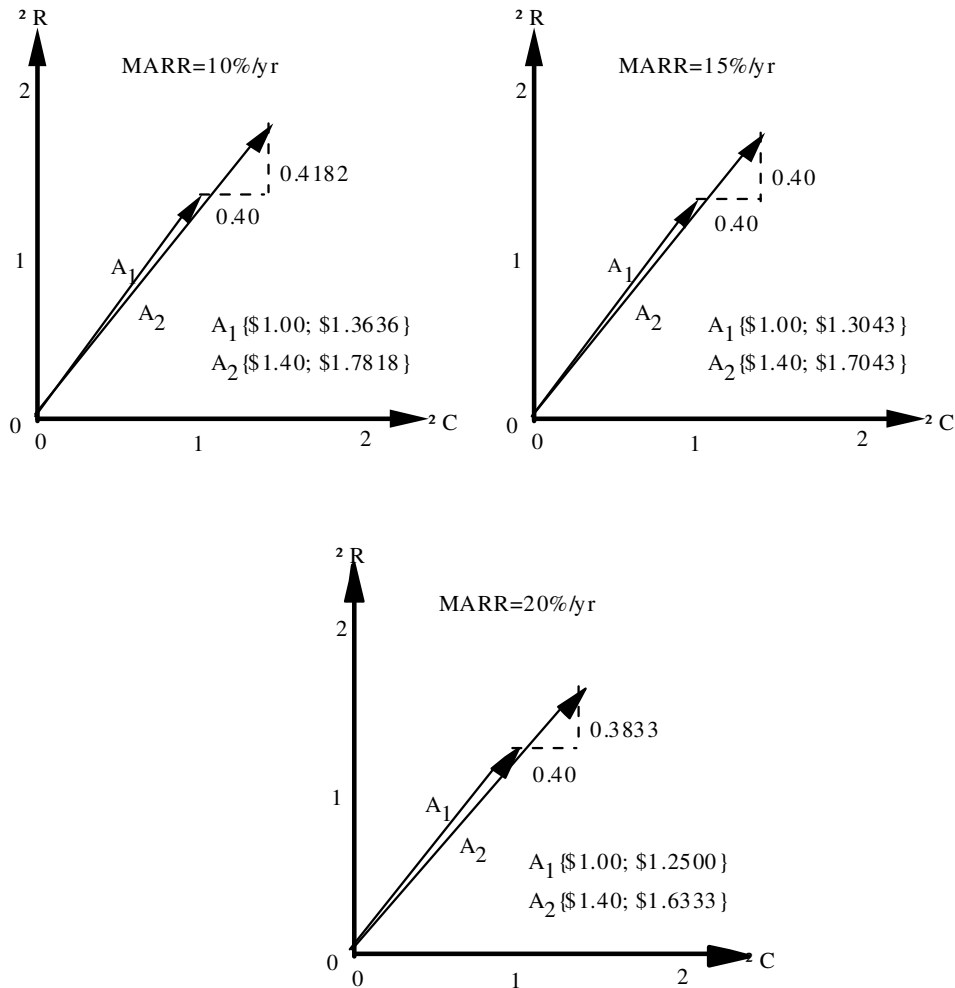 ² R
MARR=10%/yr
2
0.4182
0.40
1
A1
A2
A1{$1.00; $1.3636}
A2{$1.40; $1.7818}
0
² C
0
1
2
² R
MARR=15%/yr
2
0.40
0.40
1
A1
A2
A1{$1.00; $1.3043}
A2{$1.40; $1.7043}
0
² C
0
1
2
² R
MARR=20%/yr
2
0.3833
0.40
1
A1
A2
A1{$1.00; $1.2500}
A2{$1.40; $1.6333}
0
² C
0
1
2